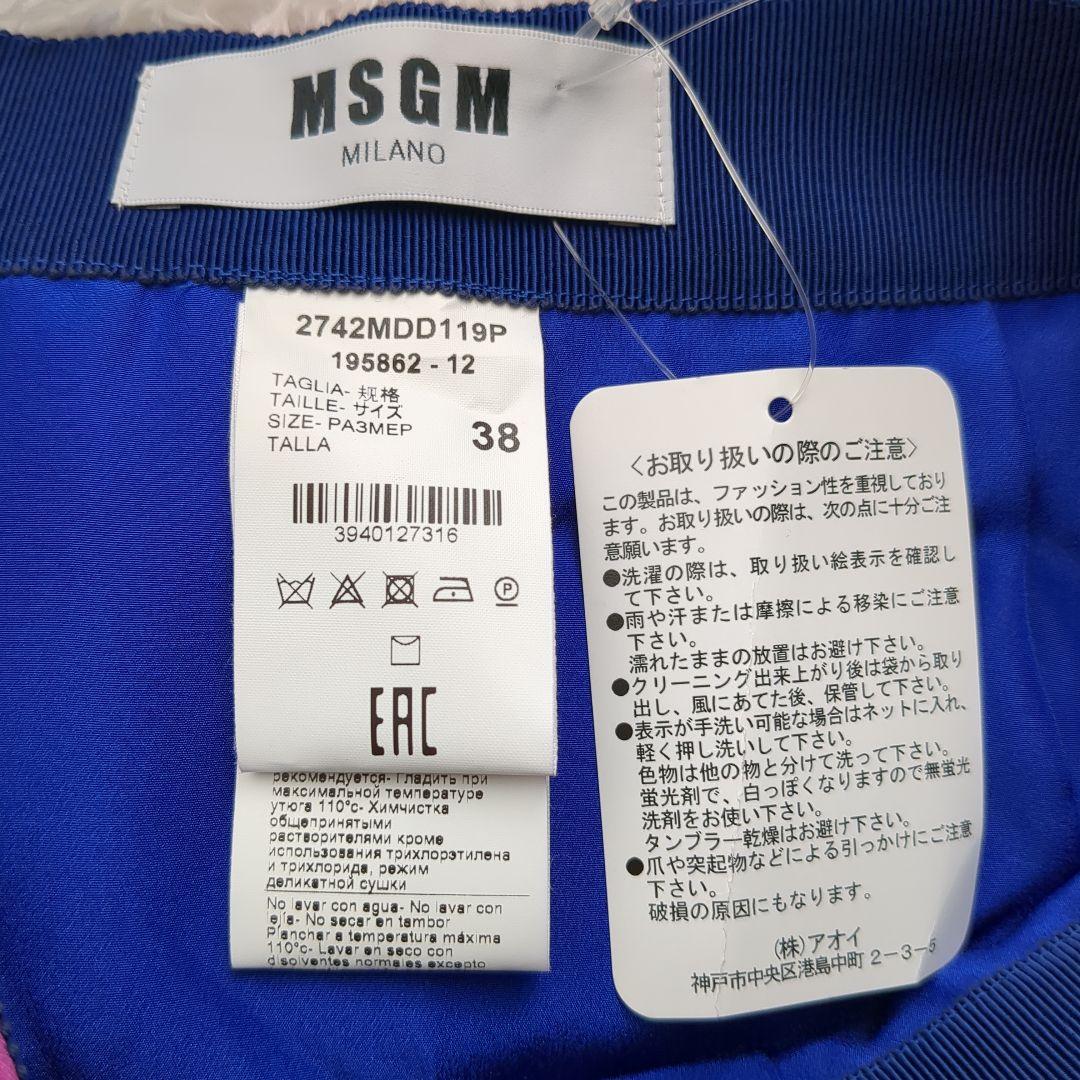 MSGM
MILANO
2742MDD119P
195862 - 12
TAGLIA- 规格
TAILLE- サイズ
SIZE- РАЗМЕР
TALLA
38
3940127316
P
EAC
рекомендуется- Гладить при
максимальной температуре
утюга 110°c- Химчистка
общепринятыми
растворителями кроме
использования трихлорэтилена
и трихлорида, режим
деликатной сушки
No lavar con agua- No lavar con
lejía- No secar en tambor
Planchar a temperatura máxima
110°c- Lavar en seco con
disolventes normales excepto
〈お取り扱いの際のご注意〉
この製品は、ファッション性を重視しており
ます。お取り扱いの際は、次の点に十分ご注
意願います。
●洗濯の際は、取り扱い絵表示を確認し
て下さい。
●雨や汗または摩擦による移染にご注意
下さい。
濡れたままの放置はお避け下さい。
●クリーニング出来上がり後は袋から取り
出し、風にあてた後、保管して下さい。
●表示が手洗い可能な場合はネットに入れ、
軽く押し洗いして下さい。
色物は他の物と分けて洗って下さい。
蛍光剤で、白っぽくなりますので無蛍光
洗剤をお使い下さい。
タンブラー乾燥はお避け下さい。
●爪や突起物などによる引っかけにご注意
下さい。
破損の原因にもなります。
(株)アオイ
神戸市中央区港島中町2-3-5